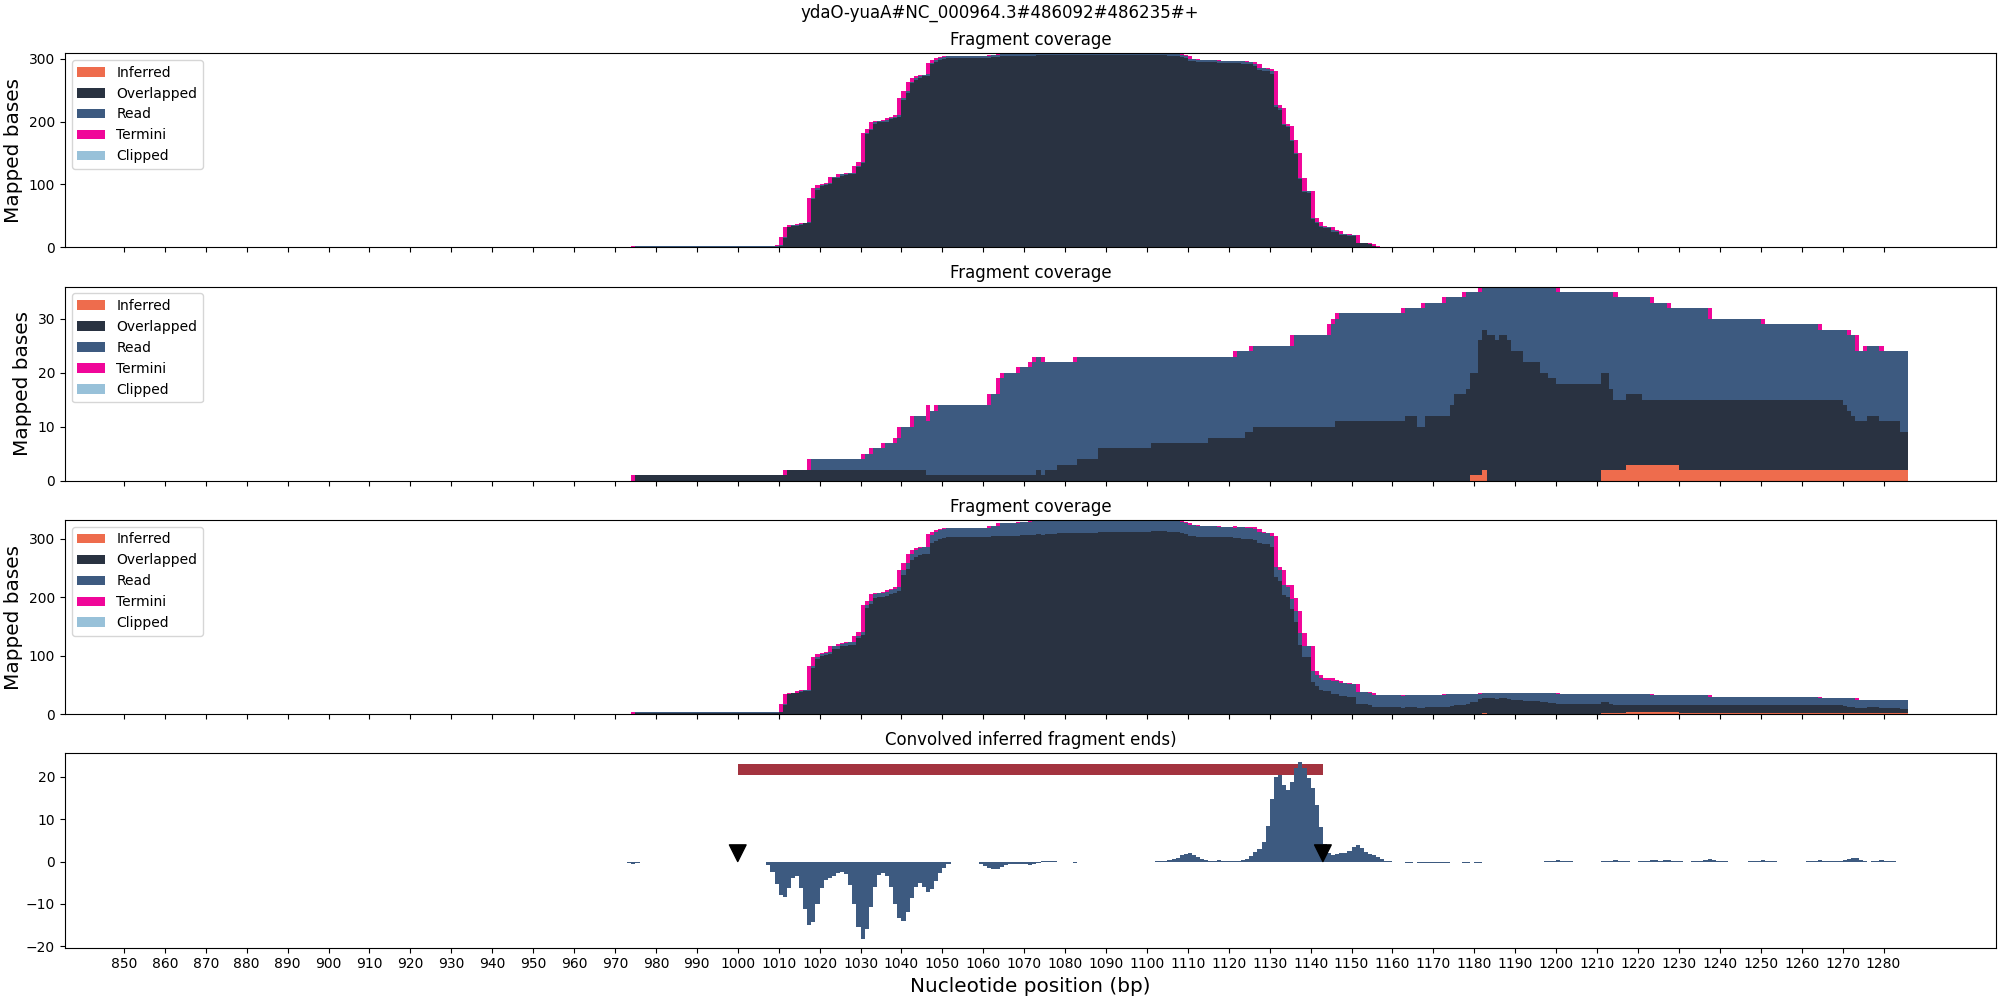 ydaO-yuaA#NC_000964.3#486092#486235#+
Fragment coverage
Mapped bases
300
200
100
0
Inferred
Overlapped
Read
Termini
Clipped
Fragment coverage
Mapped bases
30
20
10
0
Inferred
Overlapped
Read
Termini
Clipped
Fragment coverage
Mapped bases
300
200
100
0
Inferred
Overlapped
Read
Termini
Clipped
Convolved inferred fragment ends)
20
10
0
−10
−20
850 860 870 880 890 900 910 920 930 940 950 960 970 980 990 1000 1010 1020 1030 1040 1050 1060 1070 1080 1090 1100 1110 1120 1130 1140 1150 1160 1170 1180 1190 1200 1210 1220 1230 1240 1250 1260 1270 1280
Nucleotide position (bp)